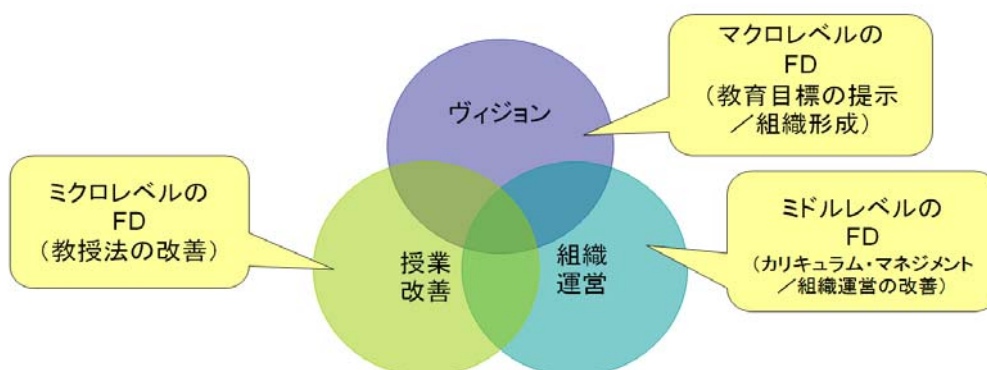 マクロレベルの
FD
(教育目標の提示
／組織形成)
ヴィジョン
ミクロレベルの
FD
(教授法の改善)
ミドルレベルの
FD
(カリキュラム・マネジメント
／組織運営の改善)
授業
改善
組織
運営